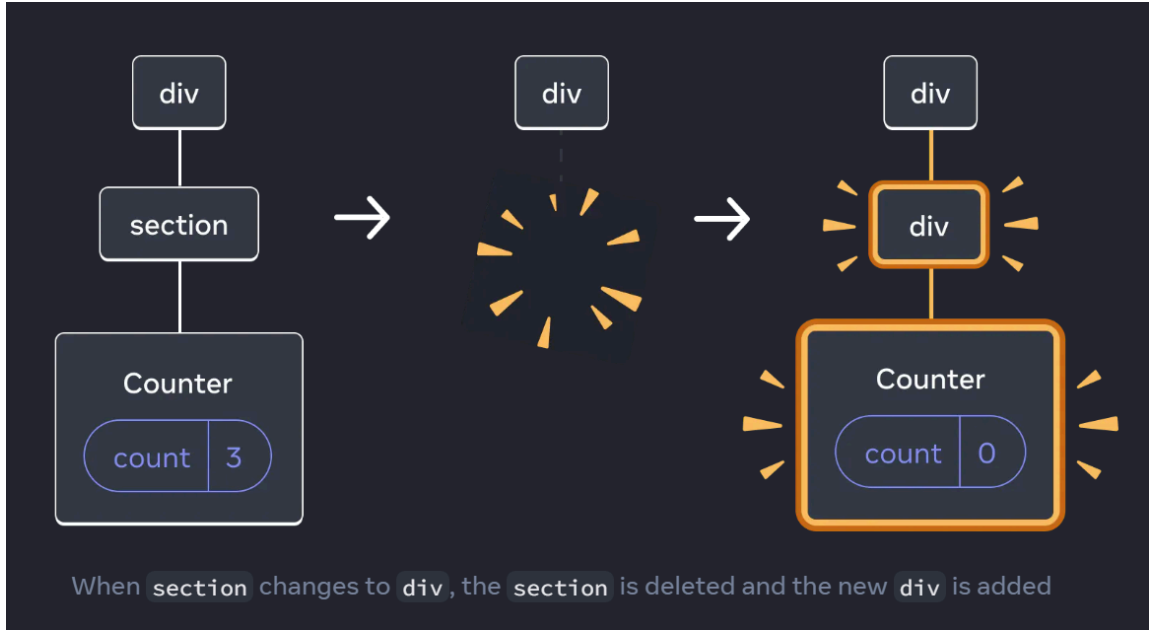 div
section
Counter
count 3
div
div
div
Counter
count 0
When section changes to div, the section is deleted and the new div is added